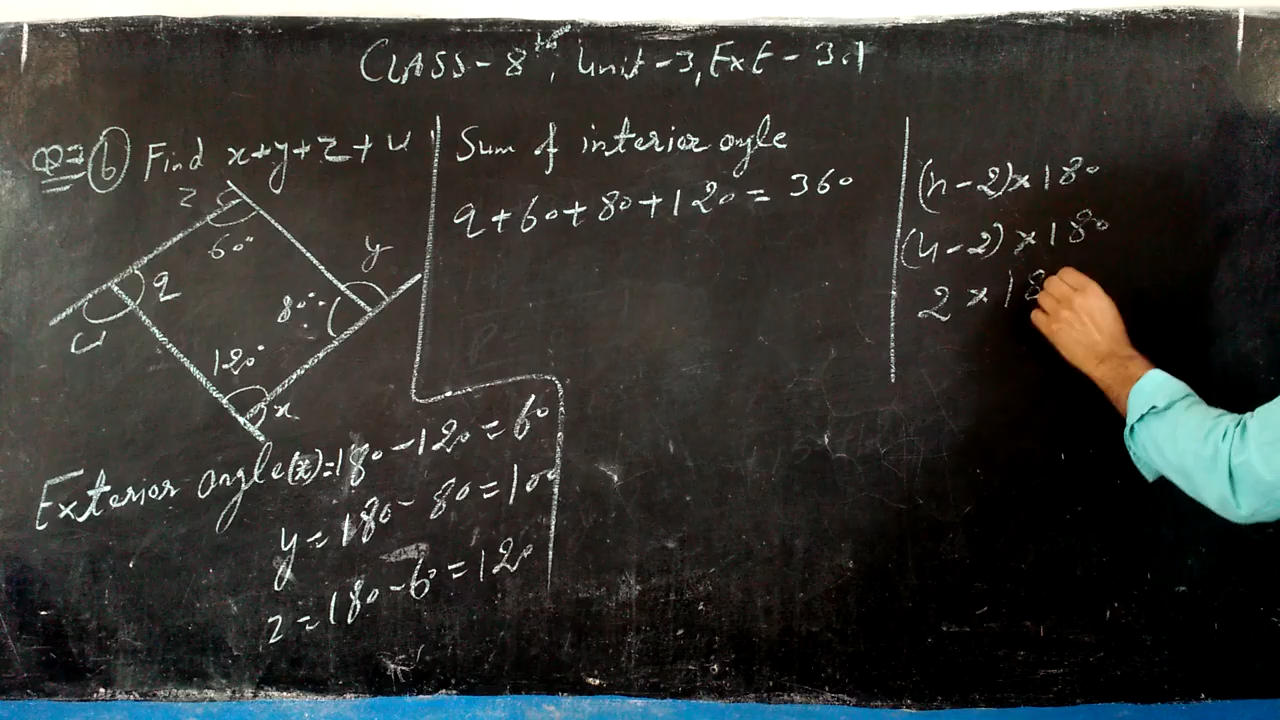 CLASS-8th, Unit-3, EXE-3.1
Q⇒ (b) Find x+y+z+u
z
60°
y
a
80°
u
120°
x
Exterior angle(x)=180-120=60
y=180-80=100
z=180-60=120
Sum of interior angle
a+60+80+120=360
(n-2)×180
(4-2)×180
2×18